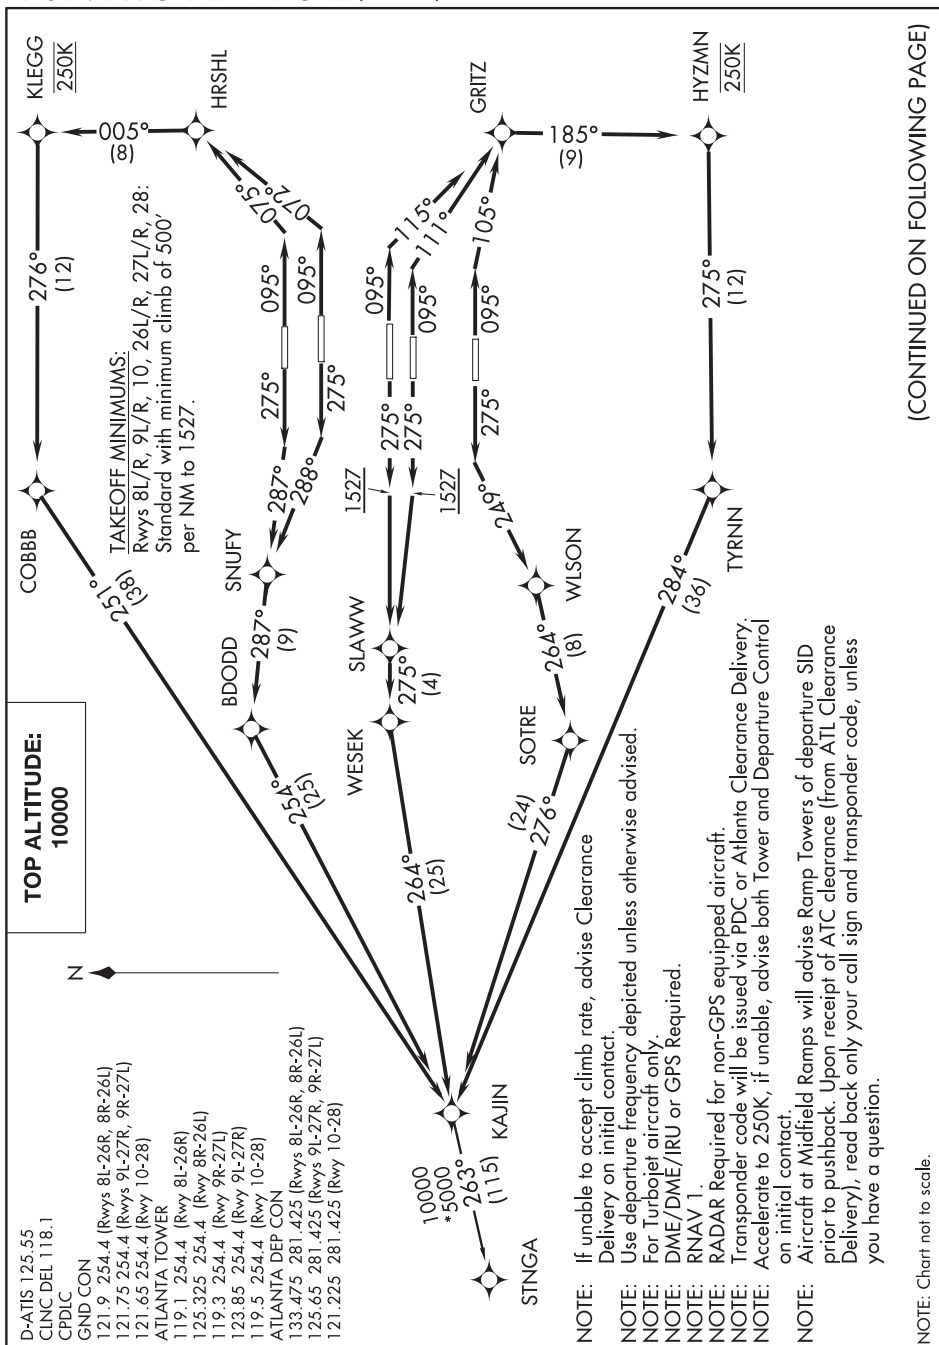 D-ATIS 125.55
CLNC DEL 118.1
CPDLC
GND CON
121.9 254.4 (Rwys 8L-26R, 8R-26L)
121.75 254.4 (Rwys 9L-27R, 9R-27L)
121.65 254.4 (Rwy 10-28)
ATLANTA TOWER
119.1 254.4 (Rwy 8L-26R)
125.325 254.4 (Rwy 8R-26L)
119.3 254.4 (Rwy 9R-27L)
123.85 254.4 (Rwy 9L-27R)
119.5 254.4 (Rwy 10-28)
ATLANTA DEP CON
133.475 281.425 (Rwys 8L-26R, 8R-26L)
125.65 281.425 (Rwys 9L-27R, 9R-27L)
121.225 281.425 (Rwy 10-28)
N
TOP ALTITUDE:
10000
TAKEOFF MINIMUMS:
Rwys 8L/R, 9L/R, 10, 26L/R, 27L/R, 28:
Standard with minimum climb of 500'
per NM to 1527.
COBBB
276°
(12)
KLEGG
250K
005°
(8)
HRSHL
251°
(38)
075°
072°
095°
095°
275°
275°
287°
288°
SNUFY
287°
(9)
BDODD
254°
(25)
1527
1527
275°
275°
095°
095°
115°
111°
GRITZ
SLAWW
275°
(4)
WESEK
264°
(25)
105°
095°
275°
249°
WLSON
264°
(8)
SOTRE
(24)
276°
185°
(9)
HYZMN
250K
275°
(12)
TYRNN
284°
(36)
KAJIN
10000
*5000
263°
(115)
STNGA
NOTE: If unable to accept climb rate, advise Clearance
Delivery on initial contact.
NOTE: Use departure frequency depicted unless otherwise advised.
NOTE: For Turbojet aircraft only.
NOTE: DME/DME/IRU or GPS Required.
NOTE: RNAV 1.
NOTE: RADAR Required for non-GPS equipped aircraft.
NOTE: Transponder code will be issued via PDC or Atlanta Clearance Delivery.
NOTE: Accelerate to 250K, if unable, advise both Tower and Departure Control
on initial contact.
NOTE: Aircraft at Midfield Ramps will advise Ramp Towers of departure SID
prior to pushback. Upon receipt of ATC clearance (from ATL Clearance
Delivery), read back only your call sign and transponder code, unless
you have a question.
(CONTINUED ON FOLLOWING PAGE)
NOTE: Chart not to scale.